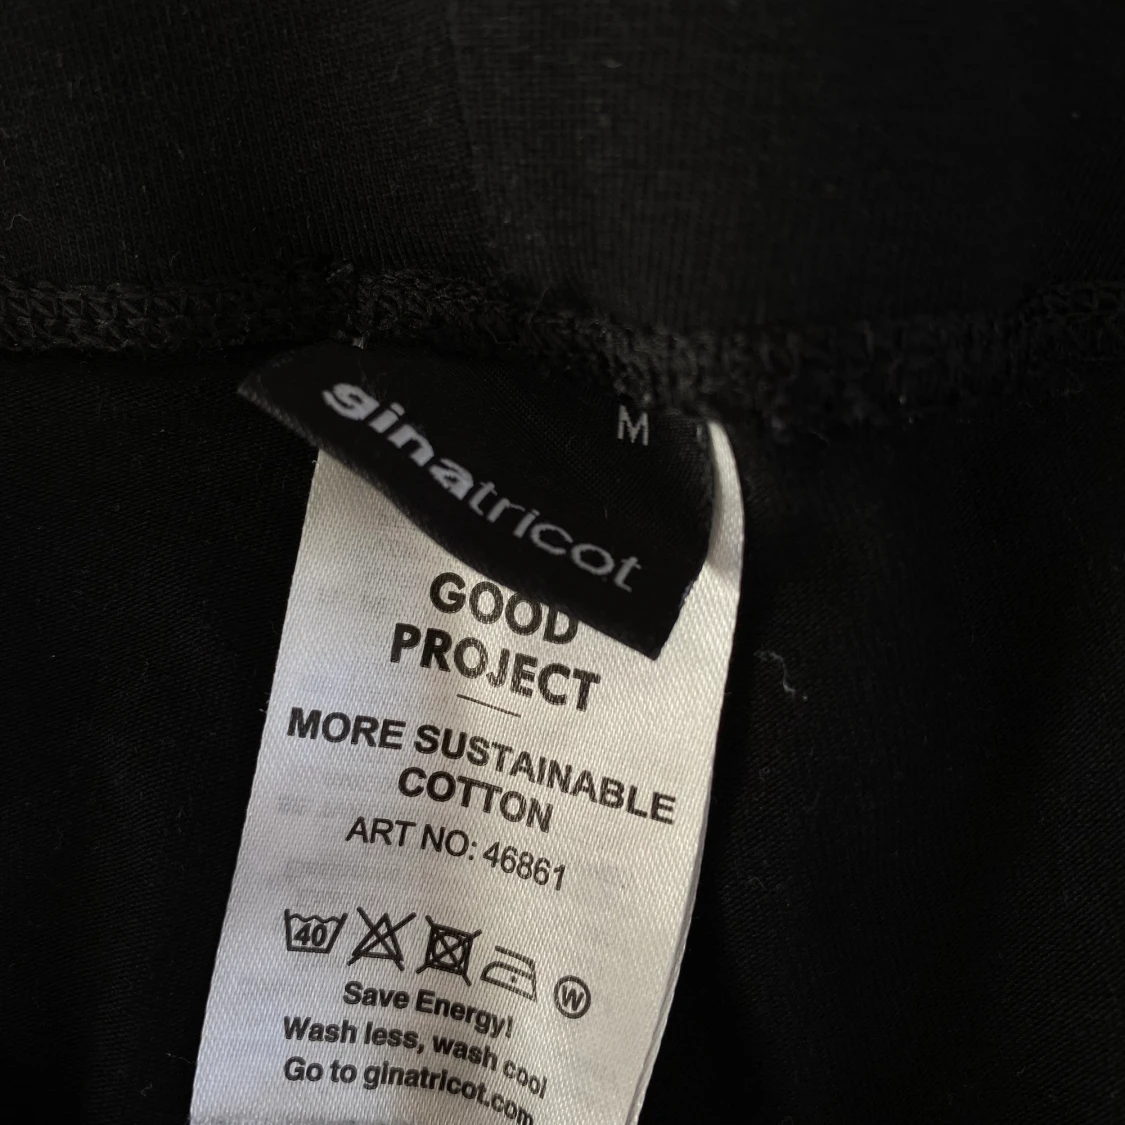 ginatricot
M
GOOD
PROJECT
MORE SUSTAINABLE
COTTON
ART NO: 46861
40
W
Save Energy!
Wash less, wash cool
Go to ginatricot.com